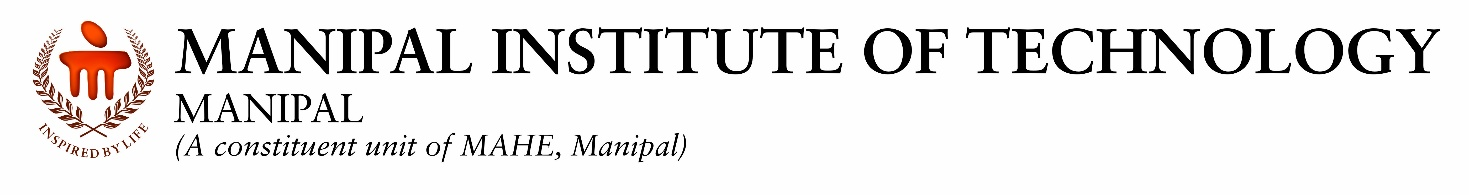 MANIPAL INSTITUTE OF TECHNOLOGY
MANIPAL
(A constituent unit of MAHE, Manipal)
INSPIRED BY LIFE